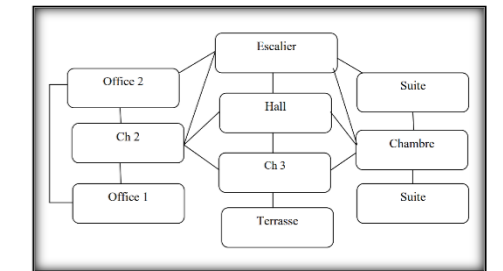 Escalier
Office 2
Suite
Hall
Ch 2
Chambre
Ch 3
Office 1
Suite
Terrasse